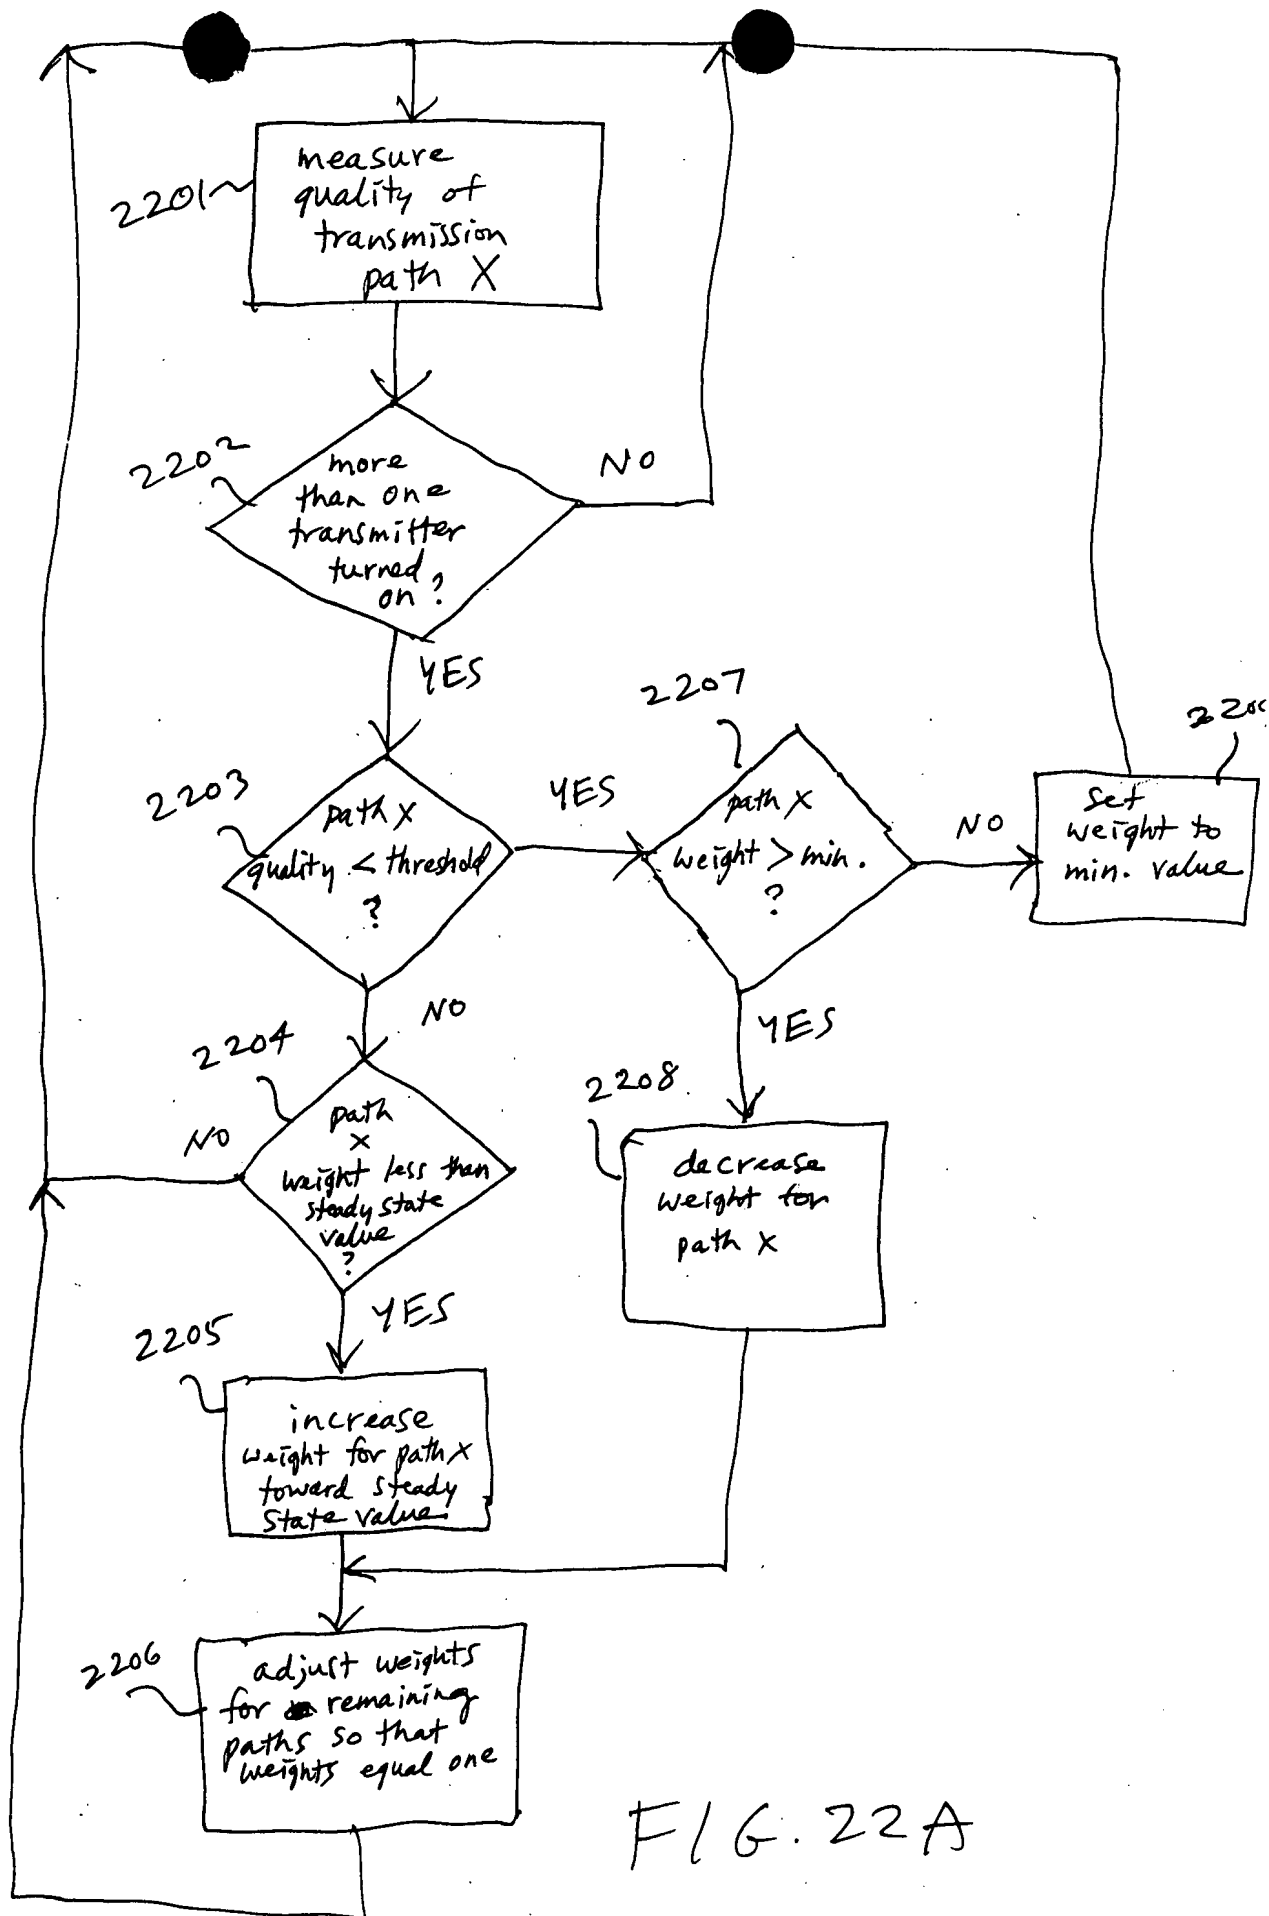 2201
measure
quality of
transmission
path X
2202
more
than one
transmitter
turned
on?
NO
YES
2203
path X
quality < threshold
?
YES
2207
path X
weight > min.
?
NO
set
weight to
min. value
NO
YES
2204
path
X
weight less than
steady state
value
?
NO
2208
decrease
weight for
path X
YES
2205
increase
weight for path X
toward steady
state value.
2206
adjust weights
for remaining
paths so that
weights equal one
FIG. 22A